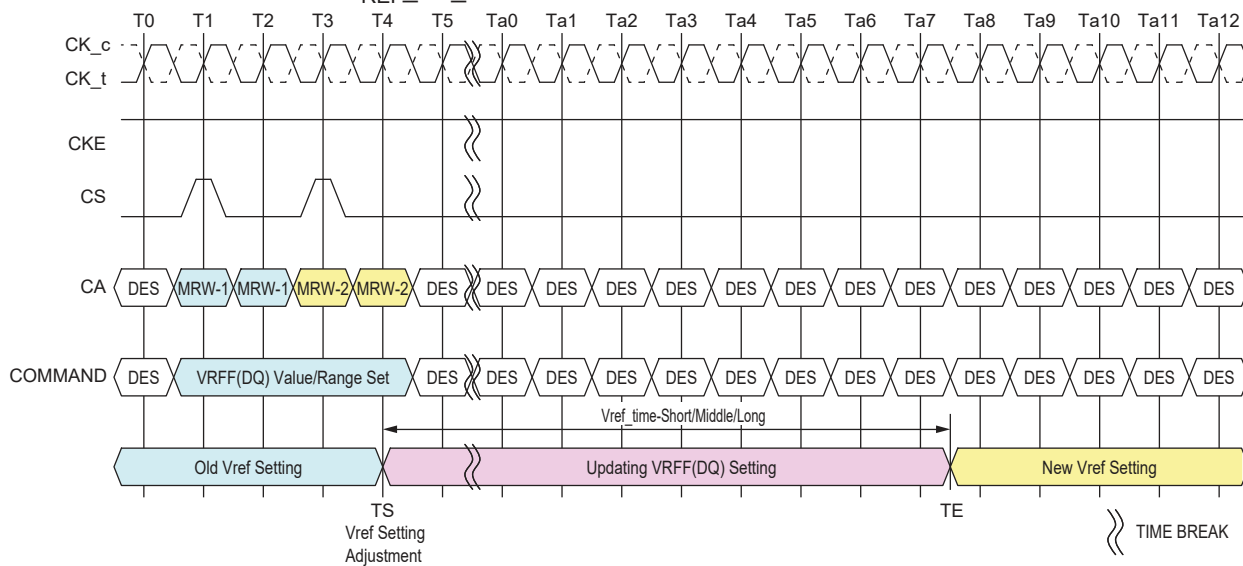 T0 T1 T2 T3 T4 T5 Ta0 Ta1 Ta2 Ta3 Ta4 Ta5 Ta6 Ta7 Ta8 Ta9 Ta10 Ta11 Ta12
CK_c
CK_t
CKE
CS
CA DES MRW-1 MRW-1 MRW-2 MRW-2 DES DES DES DES DES DES DES DES DES DES DES DES DES DES
COMMAND DES VRFF(DQ) Value/Range Set DES DES DES DES DES DES DES DES DES DES DES DES DES DES
Vref_time-Short/Middle/Long
Old Vref Setting Updating VRFF(DQ) Setting New Vref Setting
TS TE
Vref Setting TIME BREAK
Adjustment